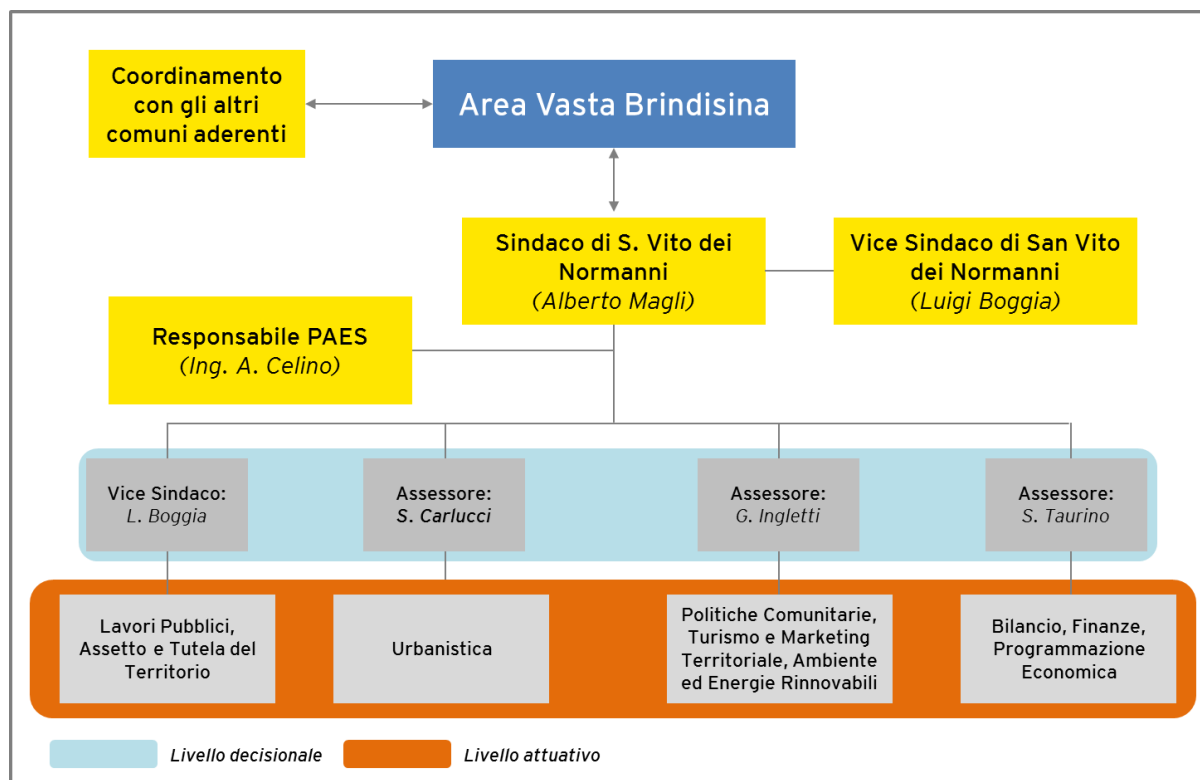 Coordinamento
con gli altri
comuni aderenti
Area Vasta Brindisina
Sindaco di S. Vito dei
Normanni
(Alberto Magli)
Vice Sindaco di San Vito
dei Normanni
(Luigi Boggia)
Responsabile PAES
(Ing. A. Celino)
Vice Sindaco:
L. Boggia
Assessore:
S. Carlucci
Assessore:
G. Ingletti
Assessore:
S. Taurino
Lavori Pubblici,
Assetto e Tutela del
Territorio
Urbanistica
Politiche Comunitarie,
Turismo e Marketing
Territoriale, Ambiente
ed Energie Rinnovabili
Bilancio, Finanze,
Programmazione
Economica
Livello decisionale
Livello attuativo